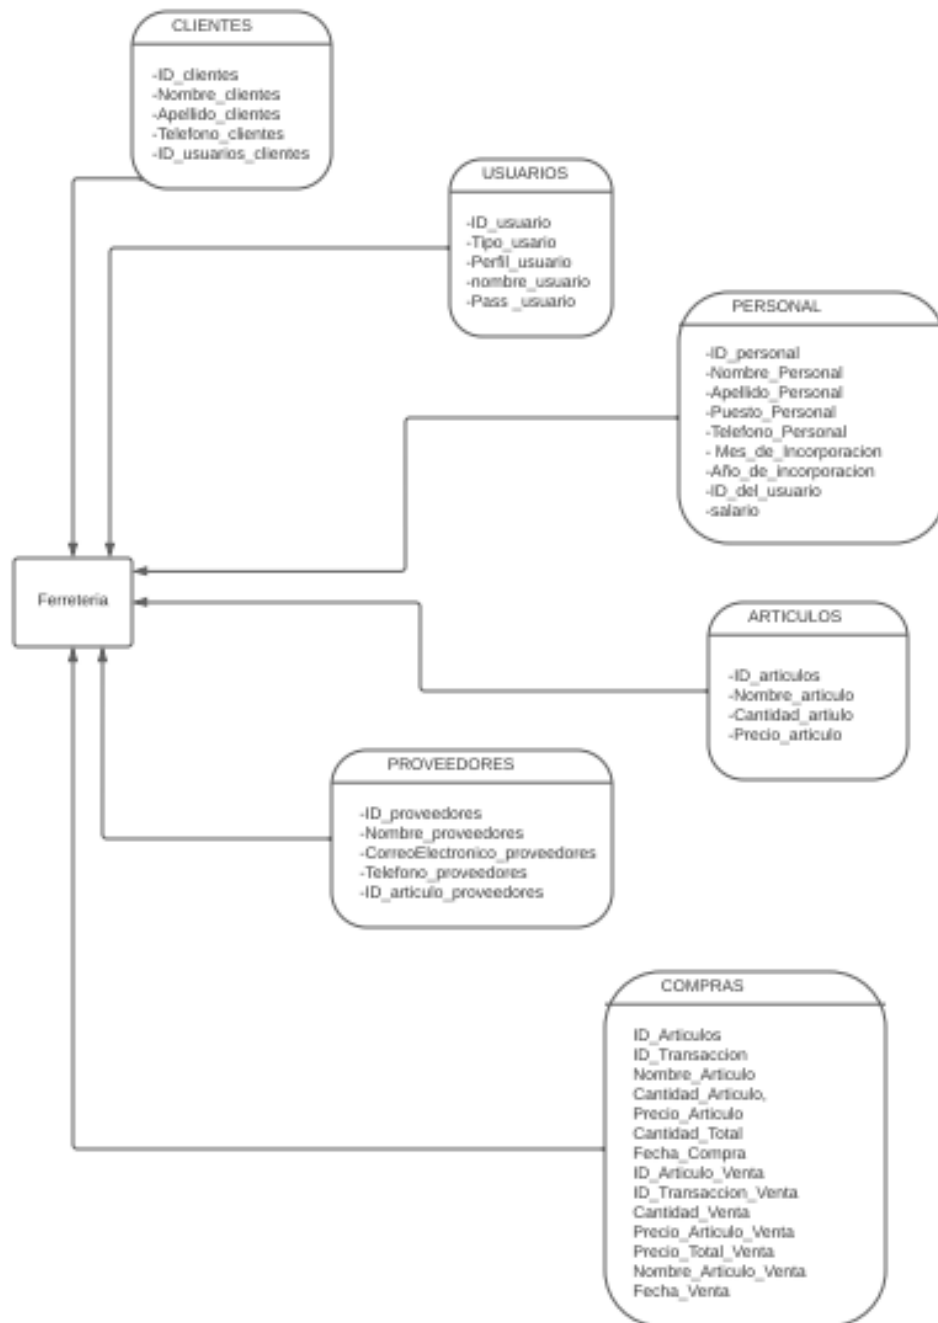 CLIENTES
-ID_clientes
-Nombre_clientes
-Apellido_clientes
-Telefono_clientes
-ID_usuarios_clientes
USUARIOS
-ID_usuario
-Tipo_usario
-Perfil_usuario
-nombre_usuario
-Pass _usuario
PERSONAL
-ID_personal
-Nombre_Personal
-Apellido_Personal
-Puesto_Personal
-Telefono_Personal
- Mes_de_Incorporacion
-Año_de_incorporacion
-ID_del_usuario
-salario
Ferreteria
ARTICULOS
-ID_articulos
-Nombre_articulo
-Cantidad_artiulo
-Precio_articulo
PROVEEDORES
-ID_proveedores
-Nombre_proveedores
-CorreoElectronico_proveedores
-Telefono_proveedores
-ID_articulo_proveedores
COMPRAS
ID_Articulos
ID_Transaccion
Nombre_Articulo
Cantidad_Articulo,
Precio_Articulo
Cantidad_Total
Fecha_Compra
ID_Articulo_Venta
ID_Transaccion_Venta
Cantidad_Venta
Precio_Articulo_Venta
Precio_Total_Venta
Nombre_Articulo_Venta
Fecha_Venta